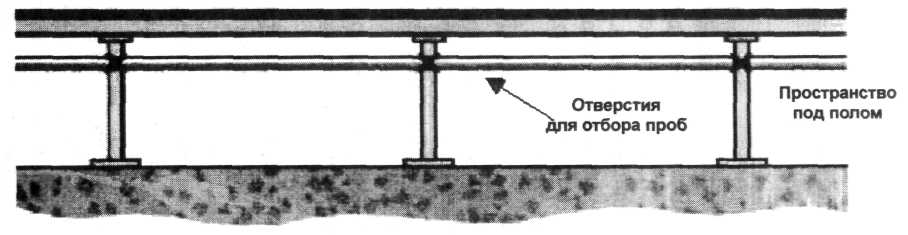 Отверстия
для отбора проб
Пространство
под полом